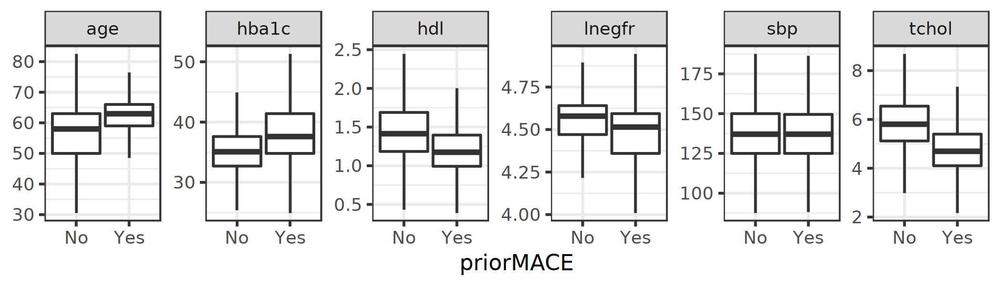 age hba1c hdl lnegfr sbp tchol
80 70 60 50 40 30
50 40 30
2.5 2.0 1.5 1.0 0.5
4.75 4.50 4.25 4.00
175 150 125 100
8 6 4 2
No Yes No Yes No Yes No Yes No Yes No Yes
priorMACE